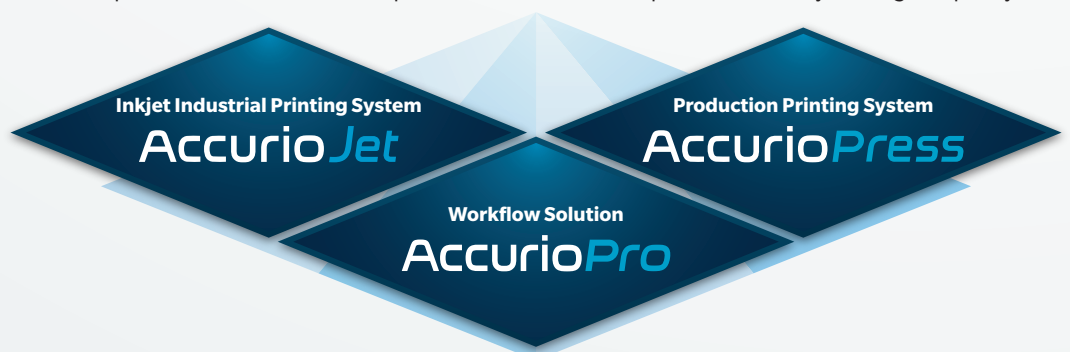 Inkjet Industrial Printing System
AccurioJet
Production Printing System
AccurioPress
Workflow Solution
AccurioPro